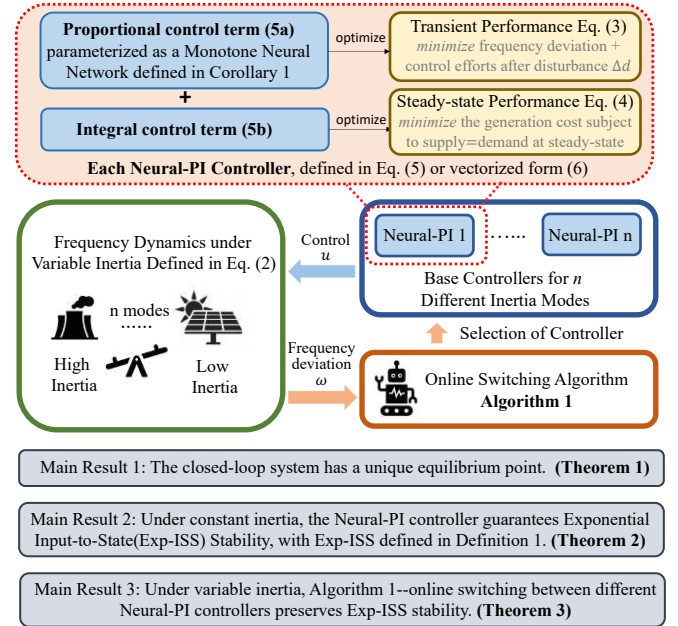 Proportional control term (5a)
parameterized as a Monotone Neural
Network defined in Corollary 1
optimize
Transient Performance Eq. (3)
minimize frequency deviation +
control efforts after disturbance Δd
+
Integral control term (5b)
optimize
Steady-state Performance Eq. (4)
minimize the generation cost subject
to supply=demand at steady-state
Each Neural-PI Controller, defined in Eq. (5) or vectorized form (6)
Frequency Dynamics under
Variable Inertia Defined in Eq. (2)
n modes
......
High
Inertia
Low
Inertia
Control
u
Neural-PI 1
......
Neural-PI n
Base Controllers for n
Different Inertia Modes
Selection of Controller
Frequency
deviation
ω
Online Switching Algorithm
Algorithm 1
Main Result 1: The closed-loop system has a unique equilibrium point. (Theorem 1)
Main Result 2: Under constant inertia, the Neural-PI controller guarantees Exponential
Input-to-State(Exp-ISS) Stability, with Exp-ISS defined in Definition 1. (Theorem 2)
Main Result 3: Under variable inertia, Algorithm 1--online switching between different
Neural-PI controllers preserves Exp-ISS stability. (Theorem 3)